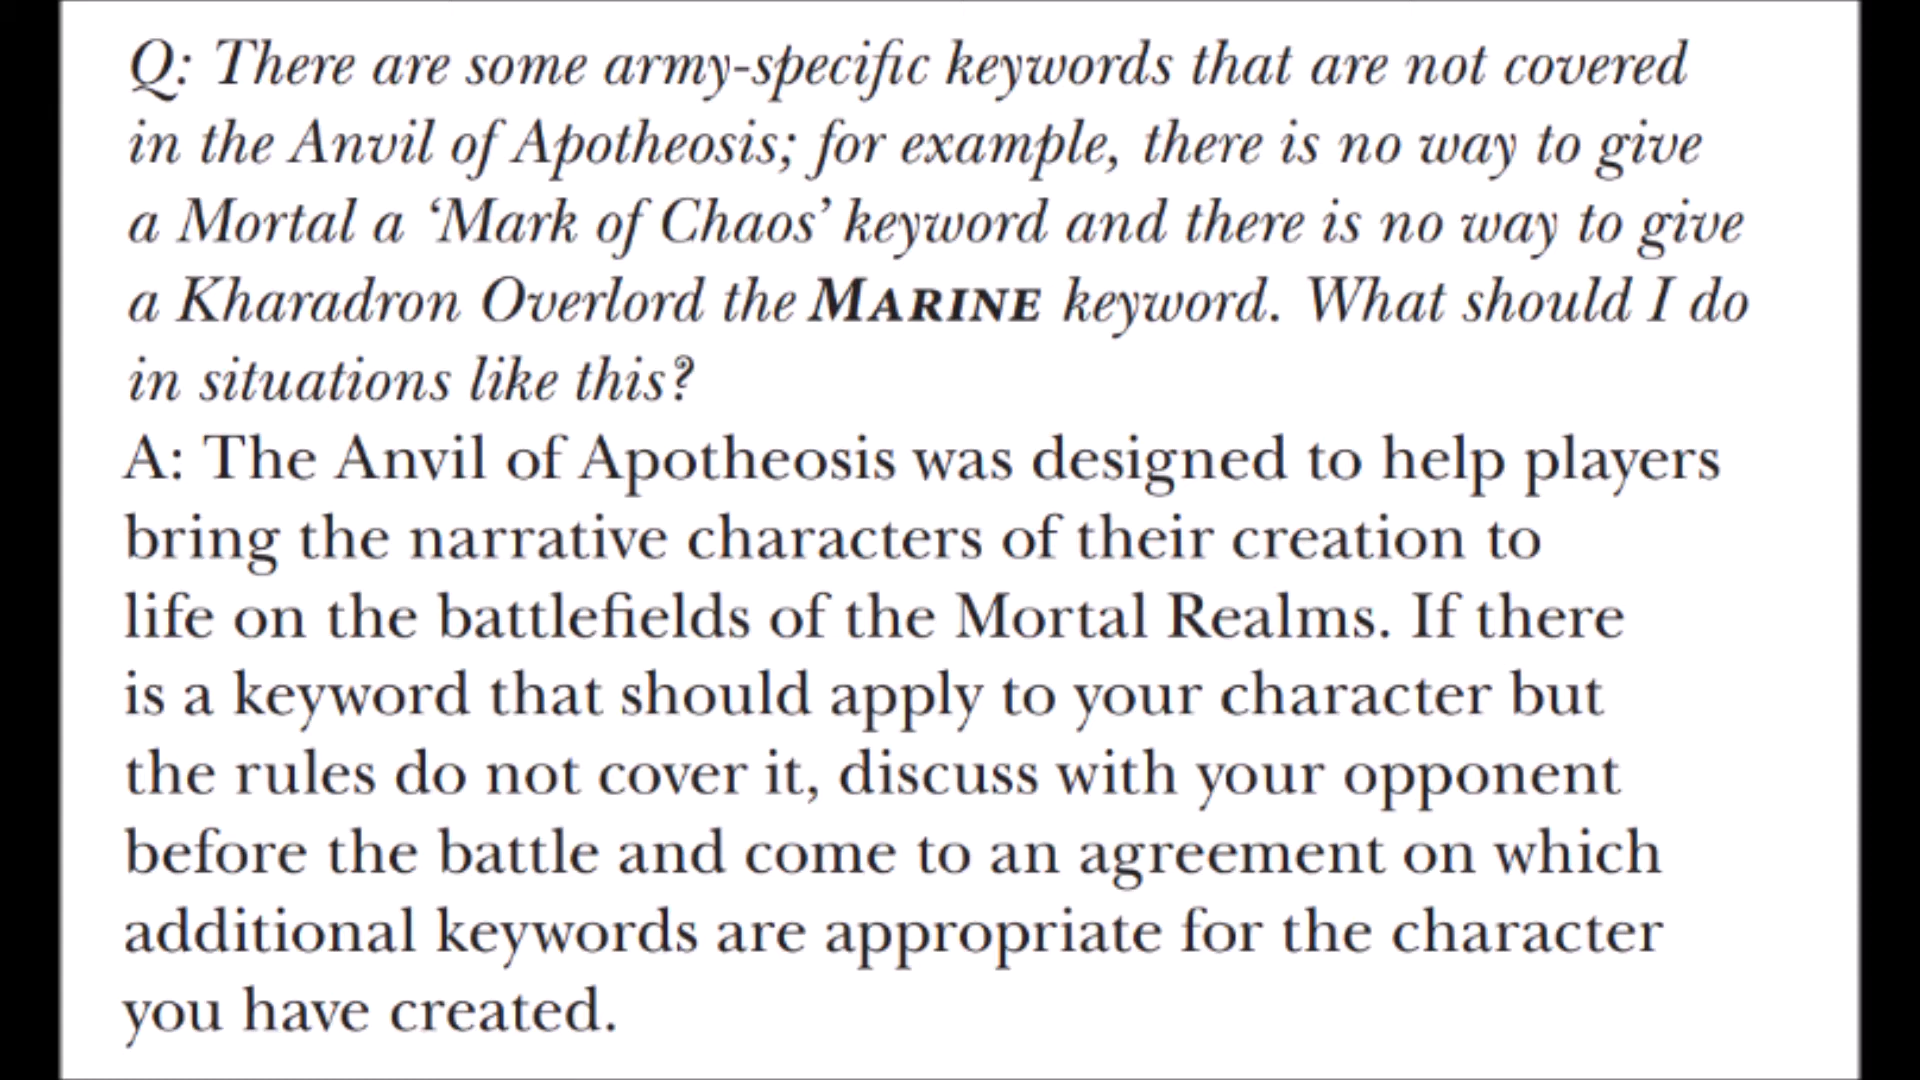 Q: There are some army-specific keywords that are not covered
in the Anvil of Apotheosis; for example, there is no way to give
a Mortal a ‘Mark of Chaos’ keyword and there is no way to give
a Kharadron Overlord the MARINE keyword. What should I do
in situations like this?
A: The Anvil of Apotheosis was designed to help players
bring the narrative characters of their creation to
life on the battlefields of the Mortal Realms. If there
is a keyword that should apply to your character but
the rules do not cover it, discuss with your opponent
before the battle and come to an agreement on which
additional keywords are appropriate for the character
you have created.